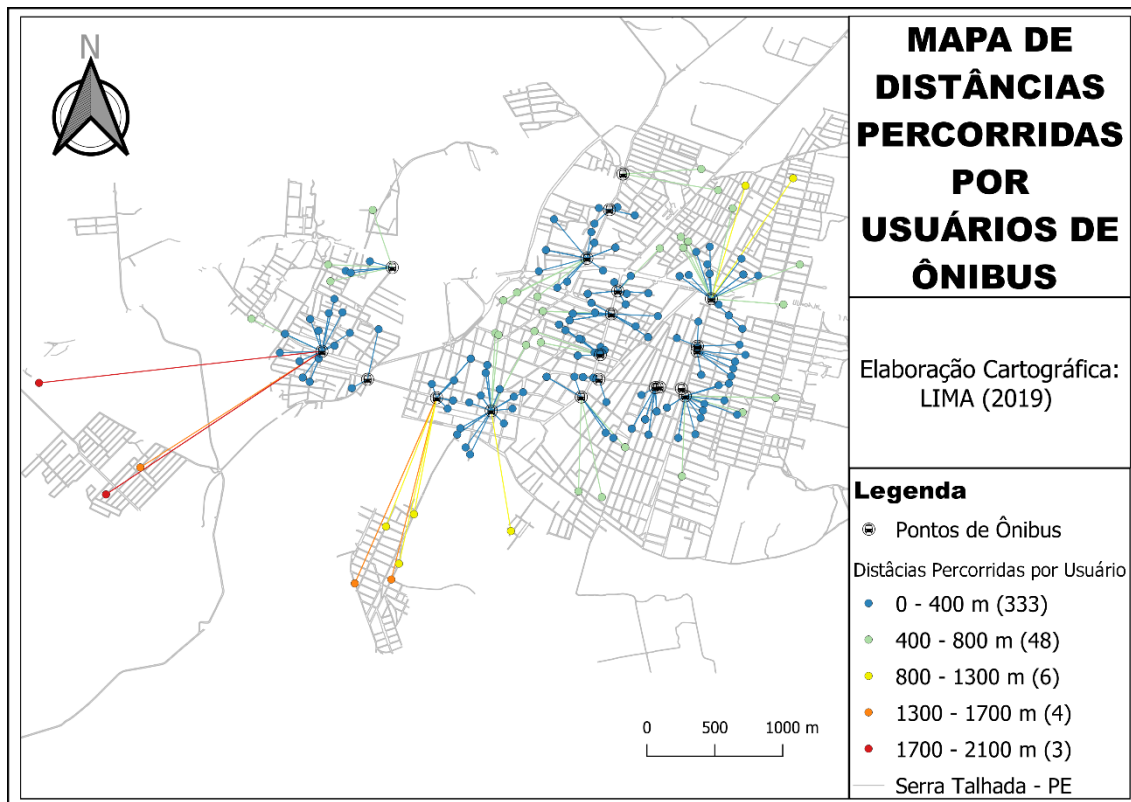 N
MAPA DE
DISTÂNCIAS
PERCORRIDAS
POR
USUÁRIOS DE
ÔNIBUS
Elaboração Cartográfica:
LIMA (2019)
Legenda
Pontos de Ônibus
Distâcias Percorridas por Usuário
0 - 400 m (333)
400 - 800 m (48)
800 - 1300 m (6)
1300 - 1700 m (4)
1700 - 2100 m (3)
Serra Talhada - PE
0 500 1000 m